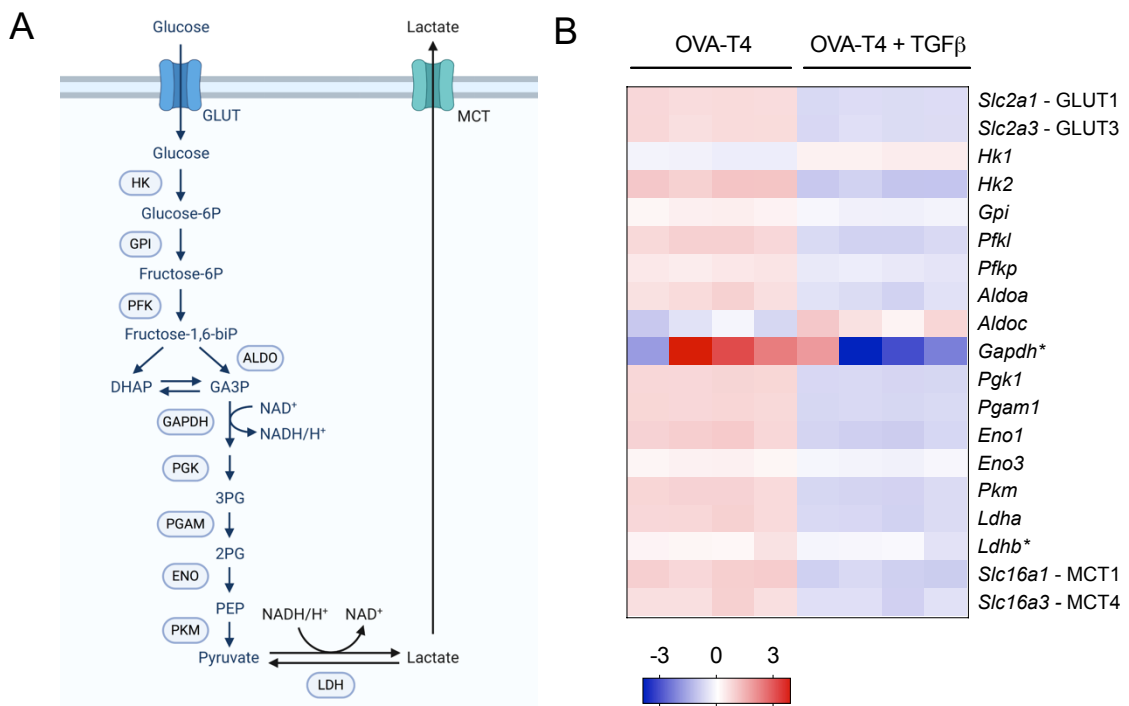 A
Glucose
Lactate
GLUT
MCT
Glucose
HK
Glucose-6P
GPI
Fructose-6P
PFK
Fructose-1,6-biP
ALDO
DHAP
GA3P
GAPDH
NAD⁺
NADH/H⁺
PGK
3PG
PGAM
2PG
ENO
PEP
PKM
NADH/H⁺
NAD⁺
Pyruvate
Lactate
LDH
B
OVA-T4
OVA-T4 + TGFβ
Slc2a1 - GLUT1
Slc2a3 - GLUT3
Hk1
Hk2
Gpi
Pfkl
Pfkp
Aldoa
Aldoc
Gapdh*
Pgk1
Pgam1
Eno1
Eno3
Pkm
Ldha
Ldhb*
Slc16a1 - MCT1
Slc16a3 - MCT4
-3 0 3